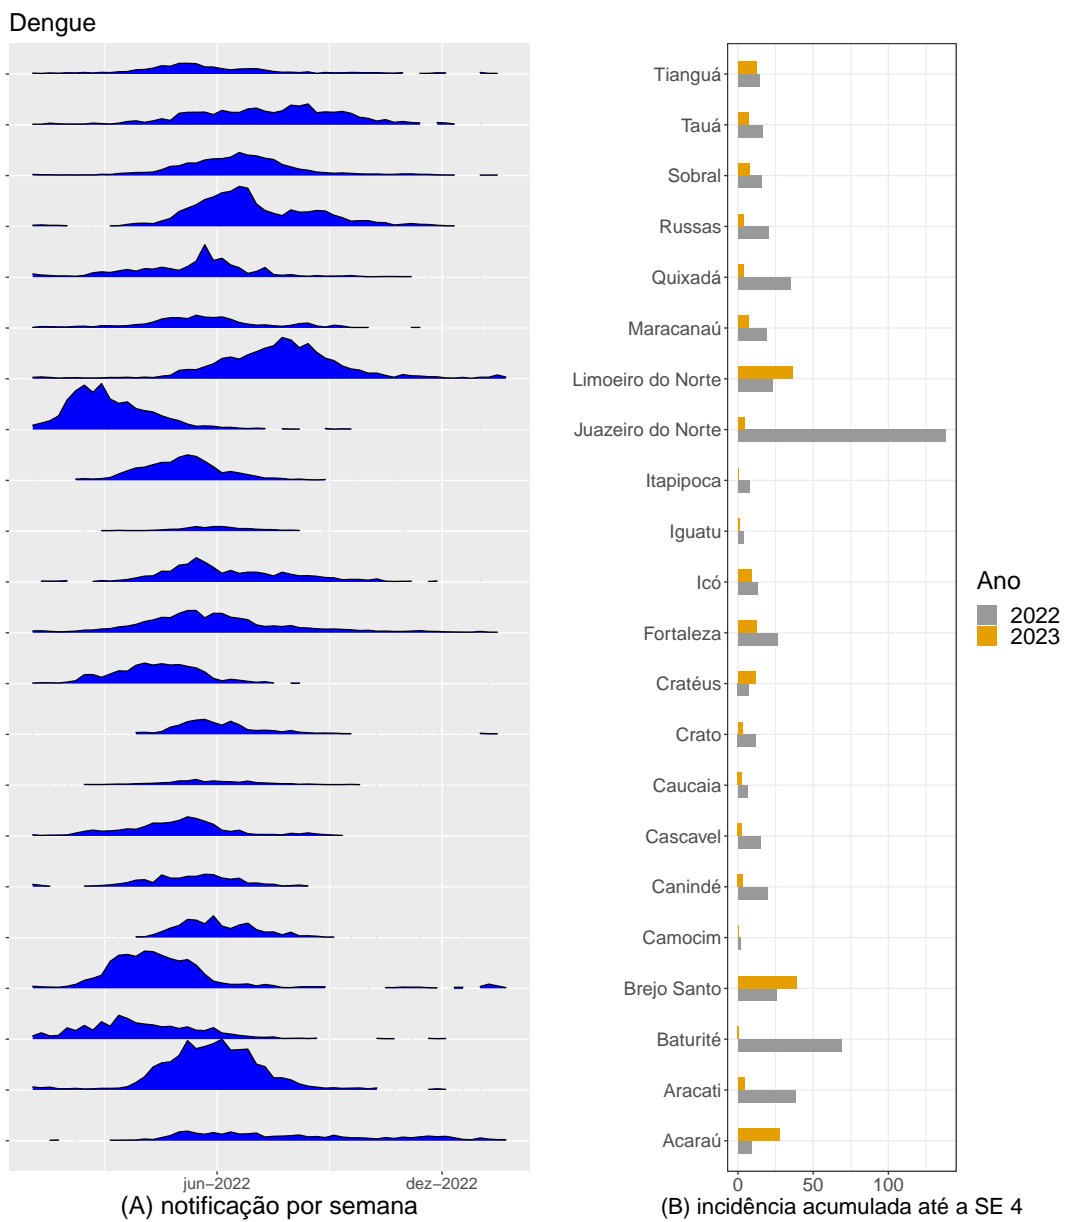 Dengue
Tianguá
Tauá
Sobral
Russas
Quixadá
Maracanaú
Limoeiro do Norte
Juazeiro do Norte
Itapipoca
Iguatu
Icó
Fortaleza
Cratéus
Crato
Caucaia
Cascavel
Canindé
Camocim
Brejo Santo
Baturité
Aracati
Acaraú
Ano
2022
2023
jun−2022
dez−2022
0
50
100
(A) notificação por semana
(B) incidência acumulada até a SE 4